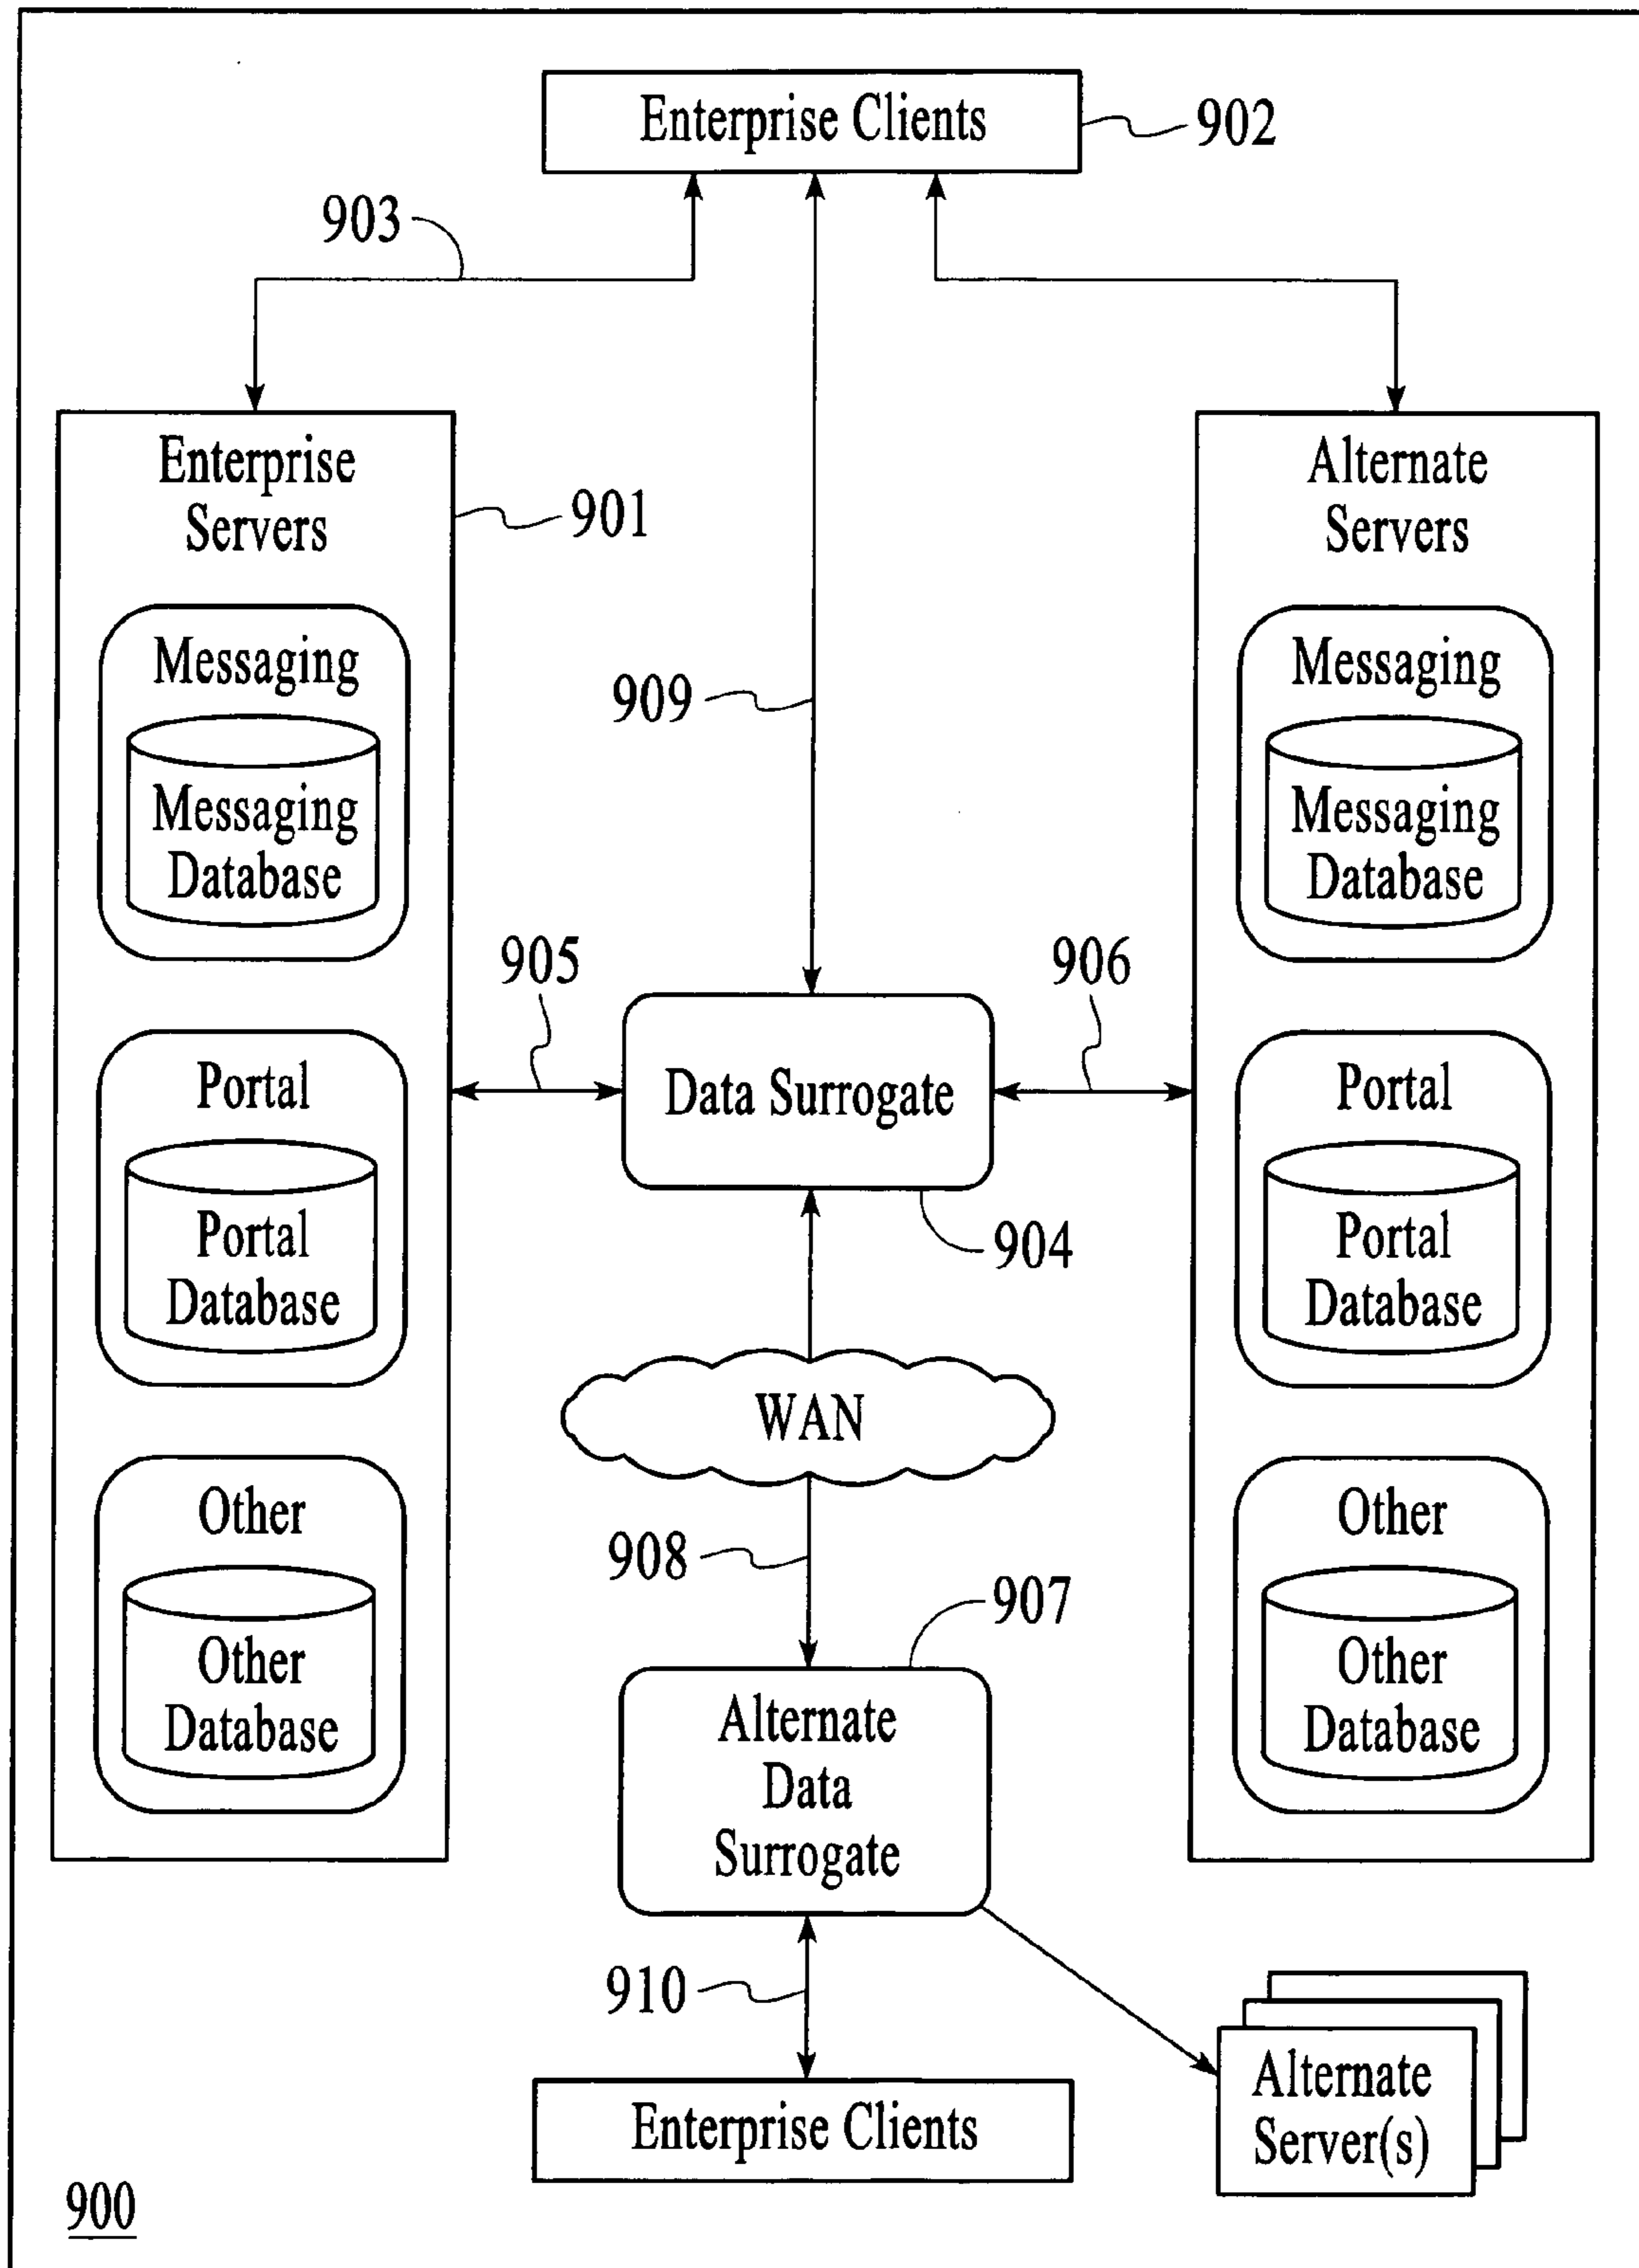 Enterprise Clients
902
903
Enterprise
Servers
901
Messaging
Messaging
Database
Portal
Portal
Database
Other
Other
Database
909
905
Data Surrogate
904
906
Alternate
Servers
Messaging
Messaging
Database
Portal
Portal
Database
Other
Other
Database
WAN
908
907
Alternate
Data
Surrogate
910
Enterprise Clients
Alternate
Server(s)
900